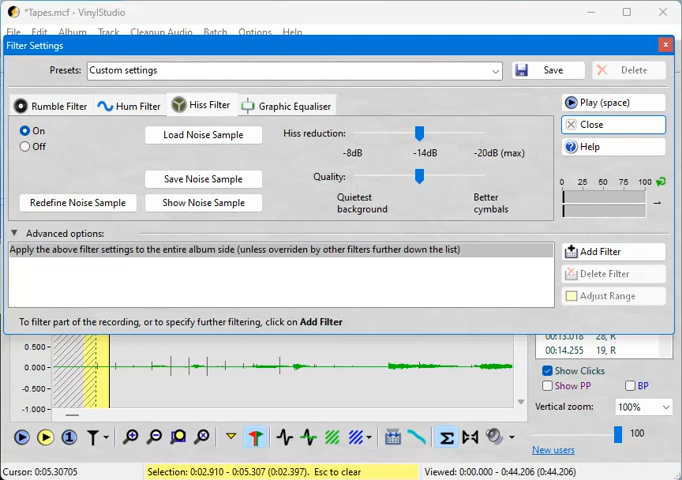 *Tapes.mcf - VinylStudio
File Edit Album Track Cleanup Audio Burn Options Help
Filter Settings
Presets: Custom settings Save Delete
Rumble Filter Hum Filter Hiss Filter Graphic Equaliser Play (space)
On Load Noise Sample Hiss reduction: Close
Off -8dB -14dB -20dB (max) Help
Save Noise Sample Quality: 0 25 50 75 100
Redefine Noise Sample Show Noise Sample Quietest background Better cymbals
Advanced options:
Apply the above filter settings to the entire album side (unless overriden by other filters further down the list) Add Filter
Delete Filter
Adjust Range
To filter part of the recording, or to specify further filtering, click on Add Filter
00:13.018 28, R
0.500 00:14.255 19, R
0.000 Show Clicks
-0.500 Show PP BP
-1.000 Vertical zoom: 100%
100
New users
Cursor: 0:05.30705 Selection: 0:02.910 - 0:05.307 (0:02.397). Esc to clear Viewed: 0:00.000 - 0:44.206 (0:44.206)